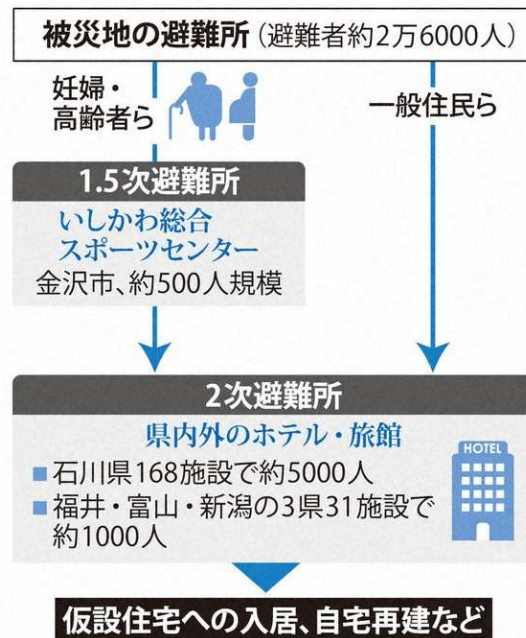 被災地の避難所（避難者約2万6000人）
妊婦・
高齢者ら
一般住民ら
1.5次避難所
いしかわ総合
スポーツセンター
金沢市、約500人規模
2次避難所
県内外のホテル・旅館
HOTEL
■石川県168施設で約5000人
■福井・富山・新潟の3県31施設で
約1000人
仮設住宅への入居、自宅再建など